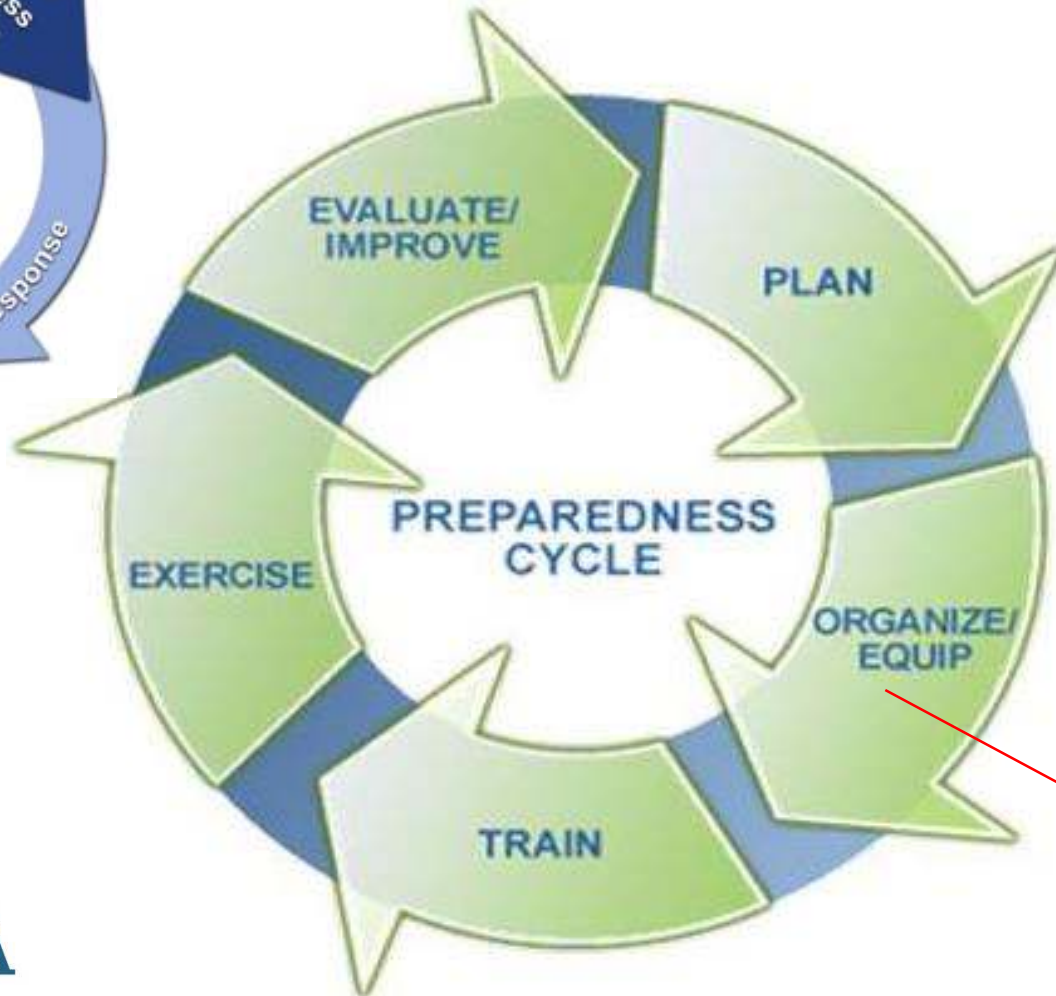 EVALUATE/
IMPROVE
PLAN
PREPAREDNESS
CYCLE
ORGANIZE/
EQUIP
TRAIN
EXERCISE